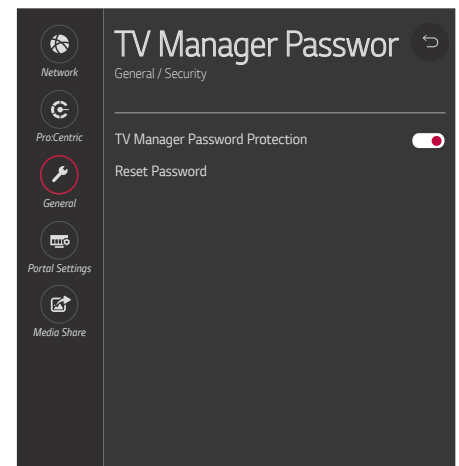 TV Manager Passwor
General / Security
Network
Pro:Centric
General
Portal Settings
Media Share
TV Manager Password Protection
Reset Password